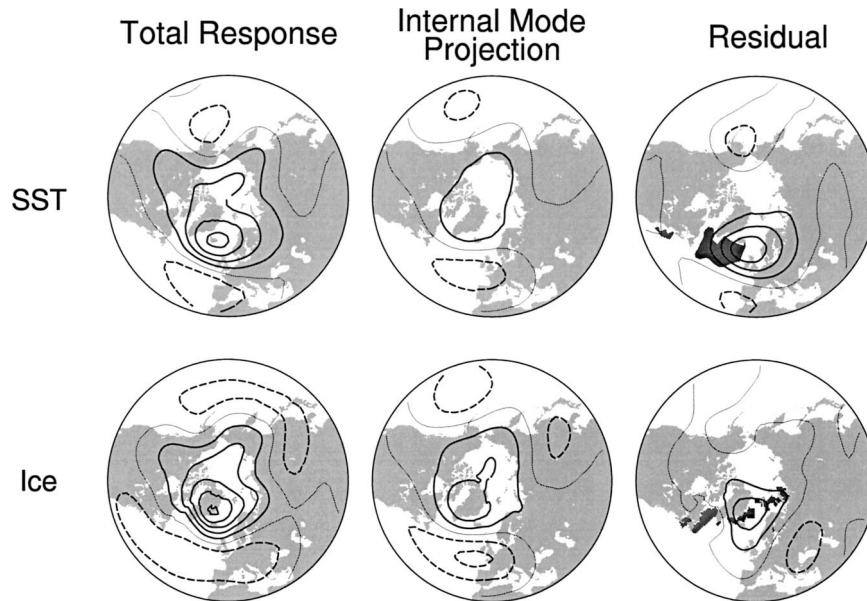 Total Response
Internal Mode
Projection
Residual
SST
Ice